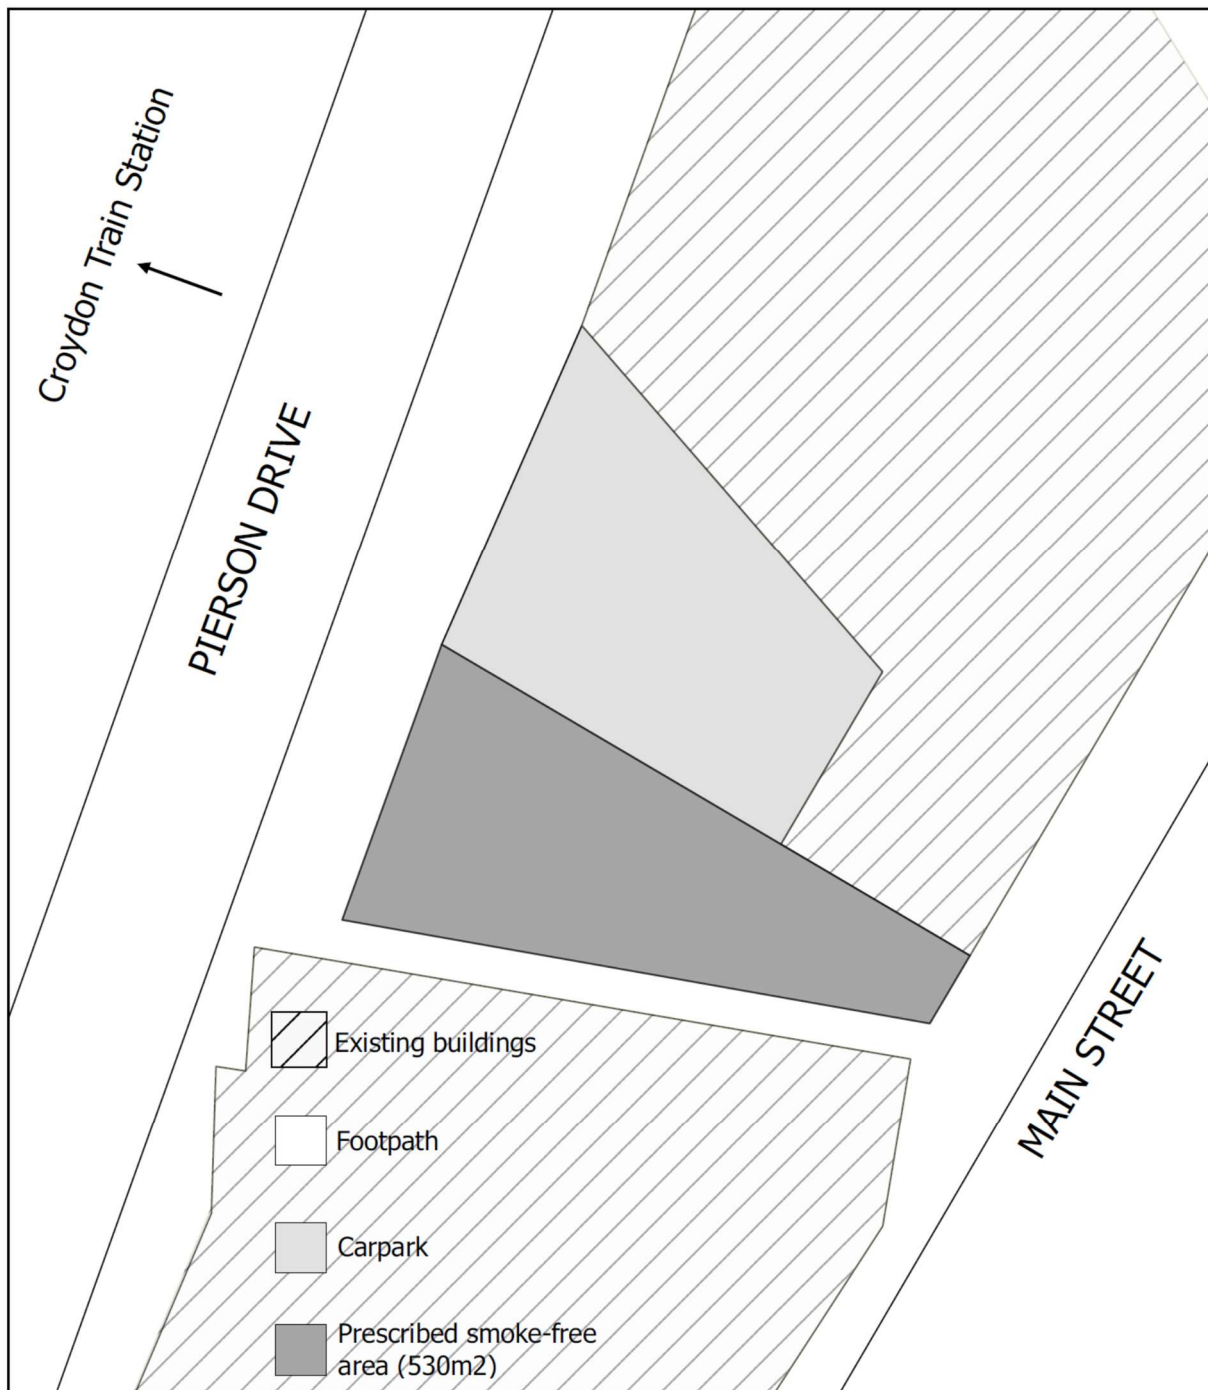 Croydon Train Station
PIERSON DRIVE
MAIN STREET
Existing buildings
Footpath
Carpark
Prescribed smoke-free
area (530m2)